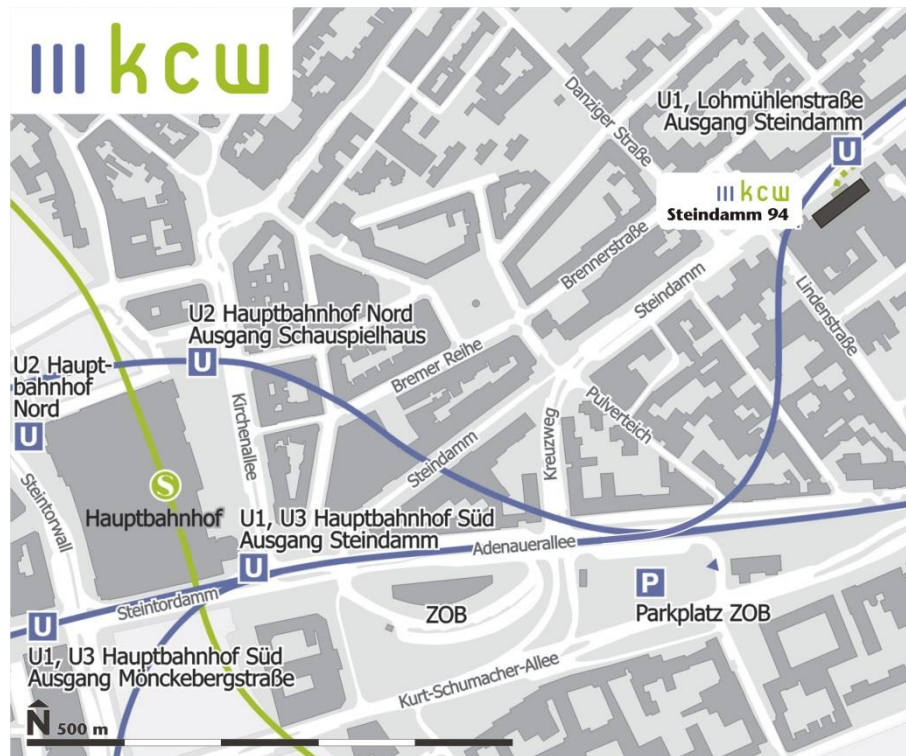 kcw
Danziger Straße
U1, Lohmühlenstraße
Ausgang Steindamm
U
kcw
Steindamm 94
Brennerstraße
Steindamm
Lindenstraße
U2 Hauptbahnhof Nord
Ausgang Schauspielhaus
U
U2 Haupt-
bahnhof
Nord
U
Bremer Reihe
Kirchenallee
Pulverteich
Kreuzweg
Steindamm
Steintorwall
S
Hauptbahnhof
U1, U3 Hauptbahnhof Süd
Ausgang Steindamm
U
Adenauerallee
Steintordamm
P
Parkplatz ZOB
ZOB
U
U1, U3 Hauptbahnhof Süd
Ausgang Mönckebergstraße
Kurt-Schumacher-Allee
N 500 m